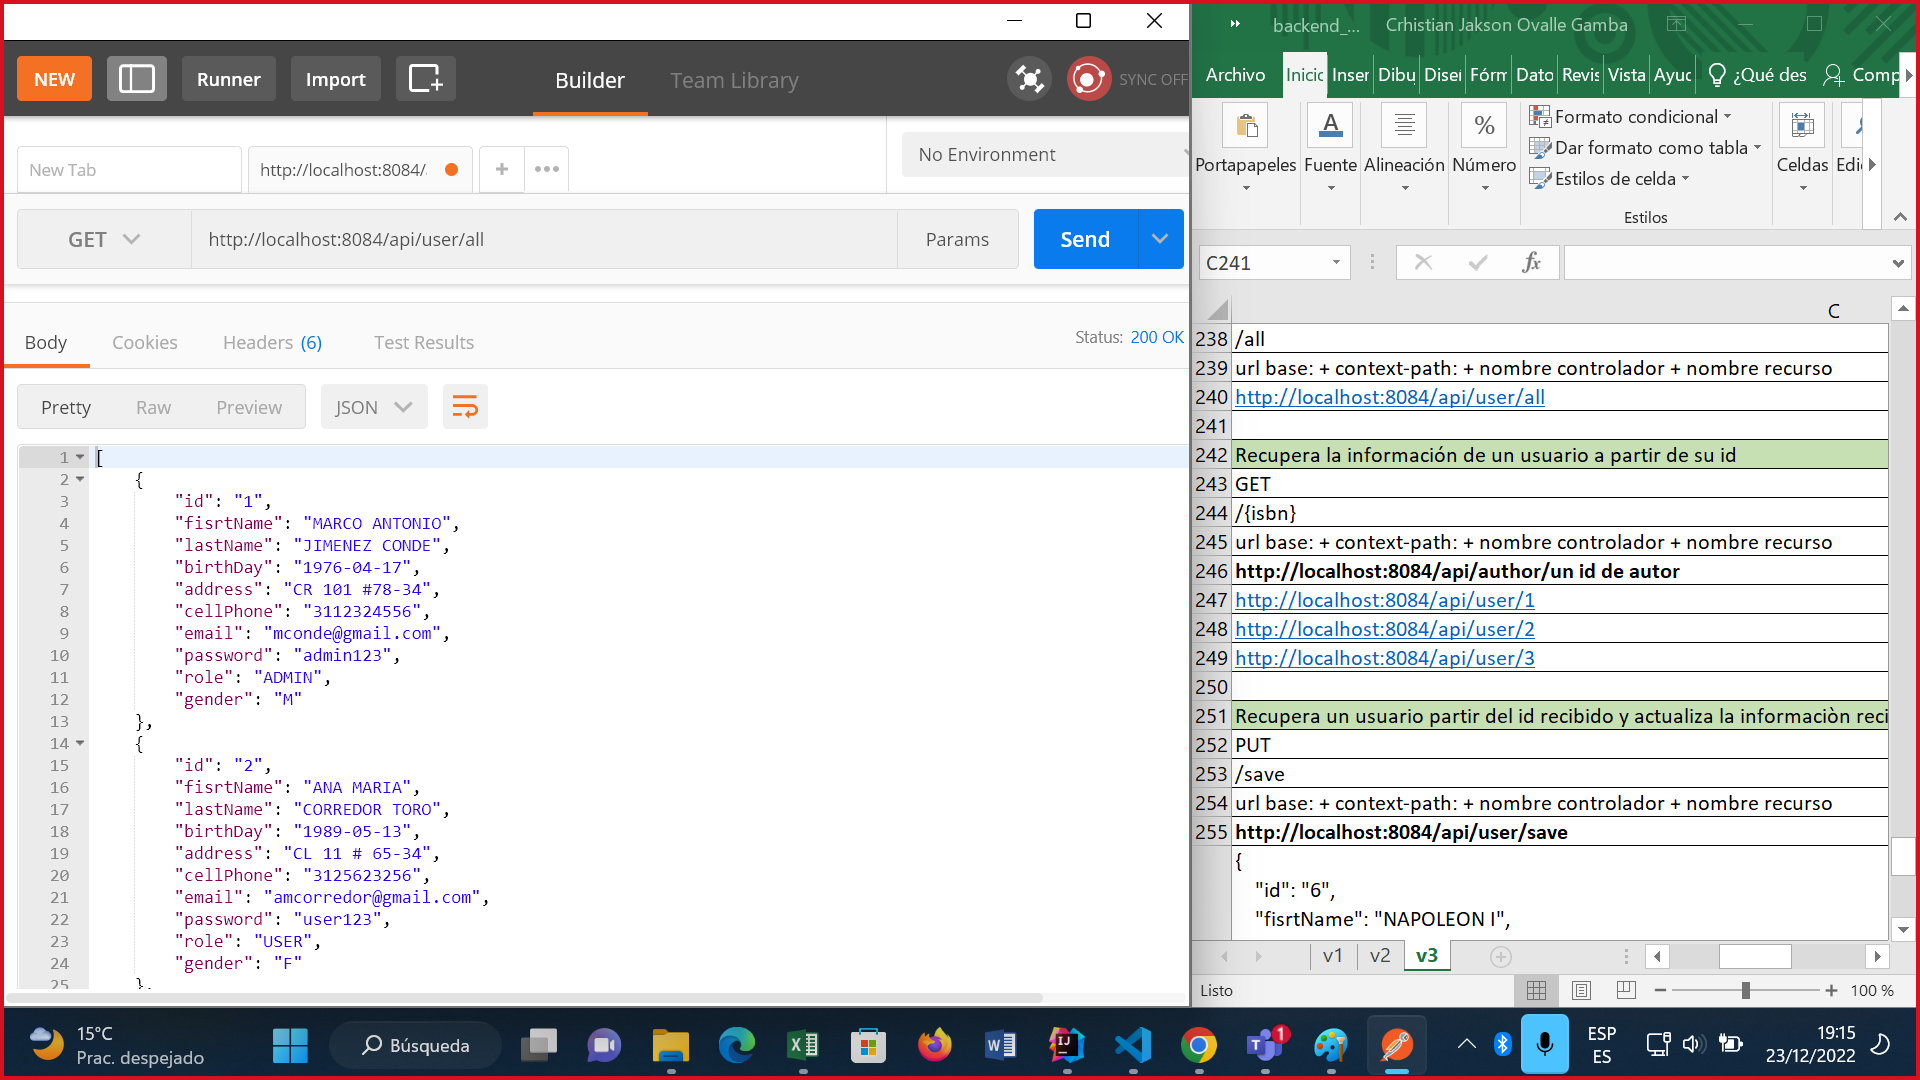 NEW
Runner
Import
Builder
Team Library
SYNC OFF
New Tab
http://localhost:8084/
No Environment
GET
http://localhost:8084/api/user/all
Params
Send
Body
Cookies
Headers (6)
Test Results
Status: 200 OK
Pretty
Raw
Preview
JSON
1 [
2 {
3 "id": "1",
4 "fisrtName": "MARCO ANTONIO",
5 "lastName": "JIMENEZ CONDE",
6 "birthDay": "1976-04-17",
7 "address": "CR 101 #78-34",
8 "cellPhone": "3112324556",
9 "email": "mconde@gmail.com",
10 "password": "admin123",
11 "role": "ADMIN",
12 "gender": "M"
13 },
14 {
15 "id": "2",
16 "fisrtName": "ANA MARIA",
17 "lastName": "CORREDOR TORO",
18 "birthDay": "1989-05-13",
19 "address": "CL 11 # 65-34",
20 "cellPhone": "3125623256",
21 "email": "amcorredor@gmail.com",
22 "password": "user123",
23 "role": "USER",
24 "gender": "F"
25 },
backend_...
Crhistian Jakson Ovalle Gamba
Archivo
Inicio
Inser
Dibu
Disei
Fórm
Dato
Revis
Vista
Ayuc
¿Qué des
Comp
Portapapeles
Fuente
Alineación
Número
Formato condicional
Dar formato como tabla
Estilos de celda
Estilos
Celdas
Edi
C241
fx
C
238 /all
239 url base: + context-path: + nombre controlador + nombre recurso
240 http://localhost:8084/api/user/all
241
242 Recupera la información de un usuario a partir de su id
243 GET
244 /{isbn}
245 url base: + context-path: + nombre controlador + nombre recurso
246 http://localhost:8084/api/author/un id de autor
247 http://localhost:8084/api/user/1
248 http://localhost:8084/api/user/2
249 http://localhost:8084/api/user/3
250
251 Recupera un usuario partir del id recibido y actualiza la informaciòn reci
252 PUT
253 /save
254 url base: + context-path: + nombre controlador + nombre recurso
255 http://localhost:8084/api/user/save
{
"id": "6",
"fisrtName": "NAPOLEON I",
v1
v2
v3
Listo
100 %
15°C
Prac. despejado
Búsqueda
1
ESP
ES
19:15
23/12/2022